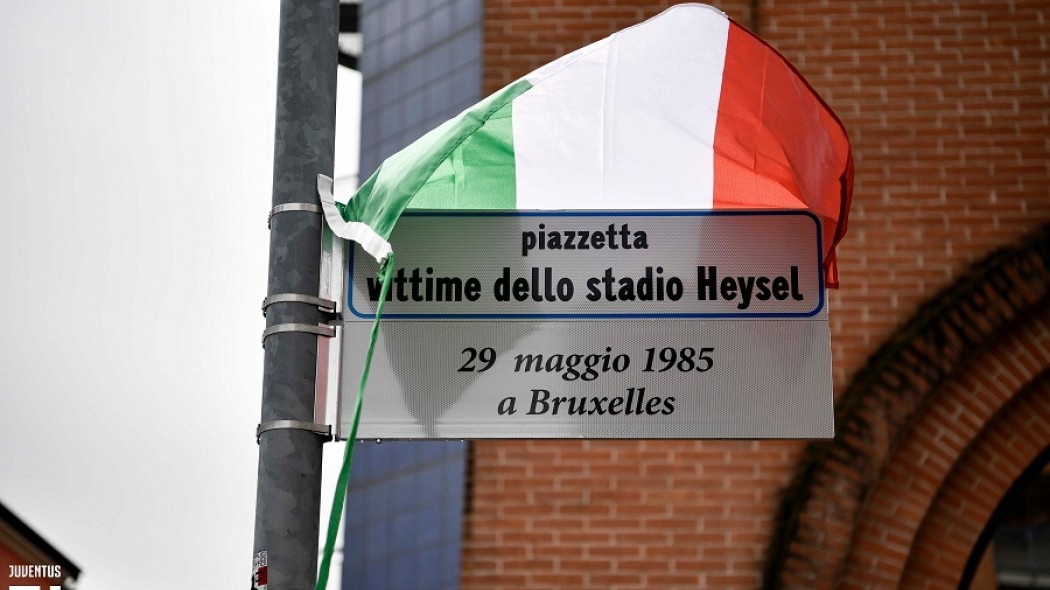 piazzetta
vittime dello stadio Heysel
29 maggio 1985
a Bruxelles
JUVENTUS